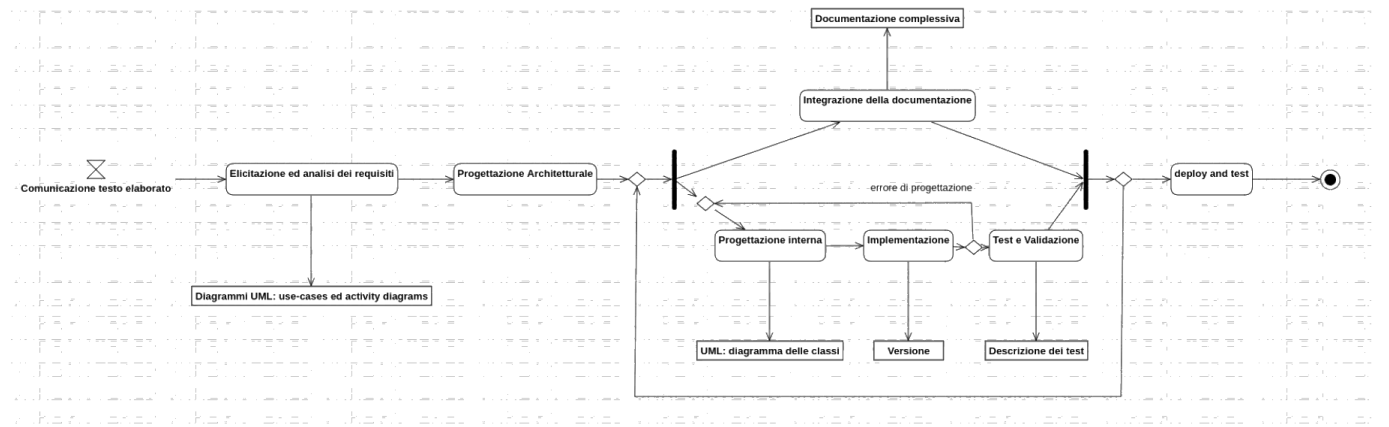 Documentazione complessiva
Integrazione della documentazione
Comunicazione testo elaborato
Elicitazione ed analisi dei requisiti
Progettazione Architetturale
deploy and test
errore di progettazione
Progettazione interna
Implementazione
Test e Validazione
Diagrammi UML: use-cases ed activity diagrams
UML: diagramma delle classi
Versione
Descrizione dei test